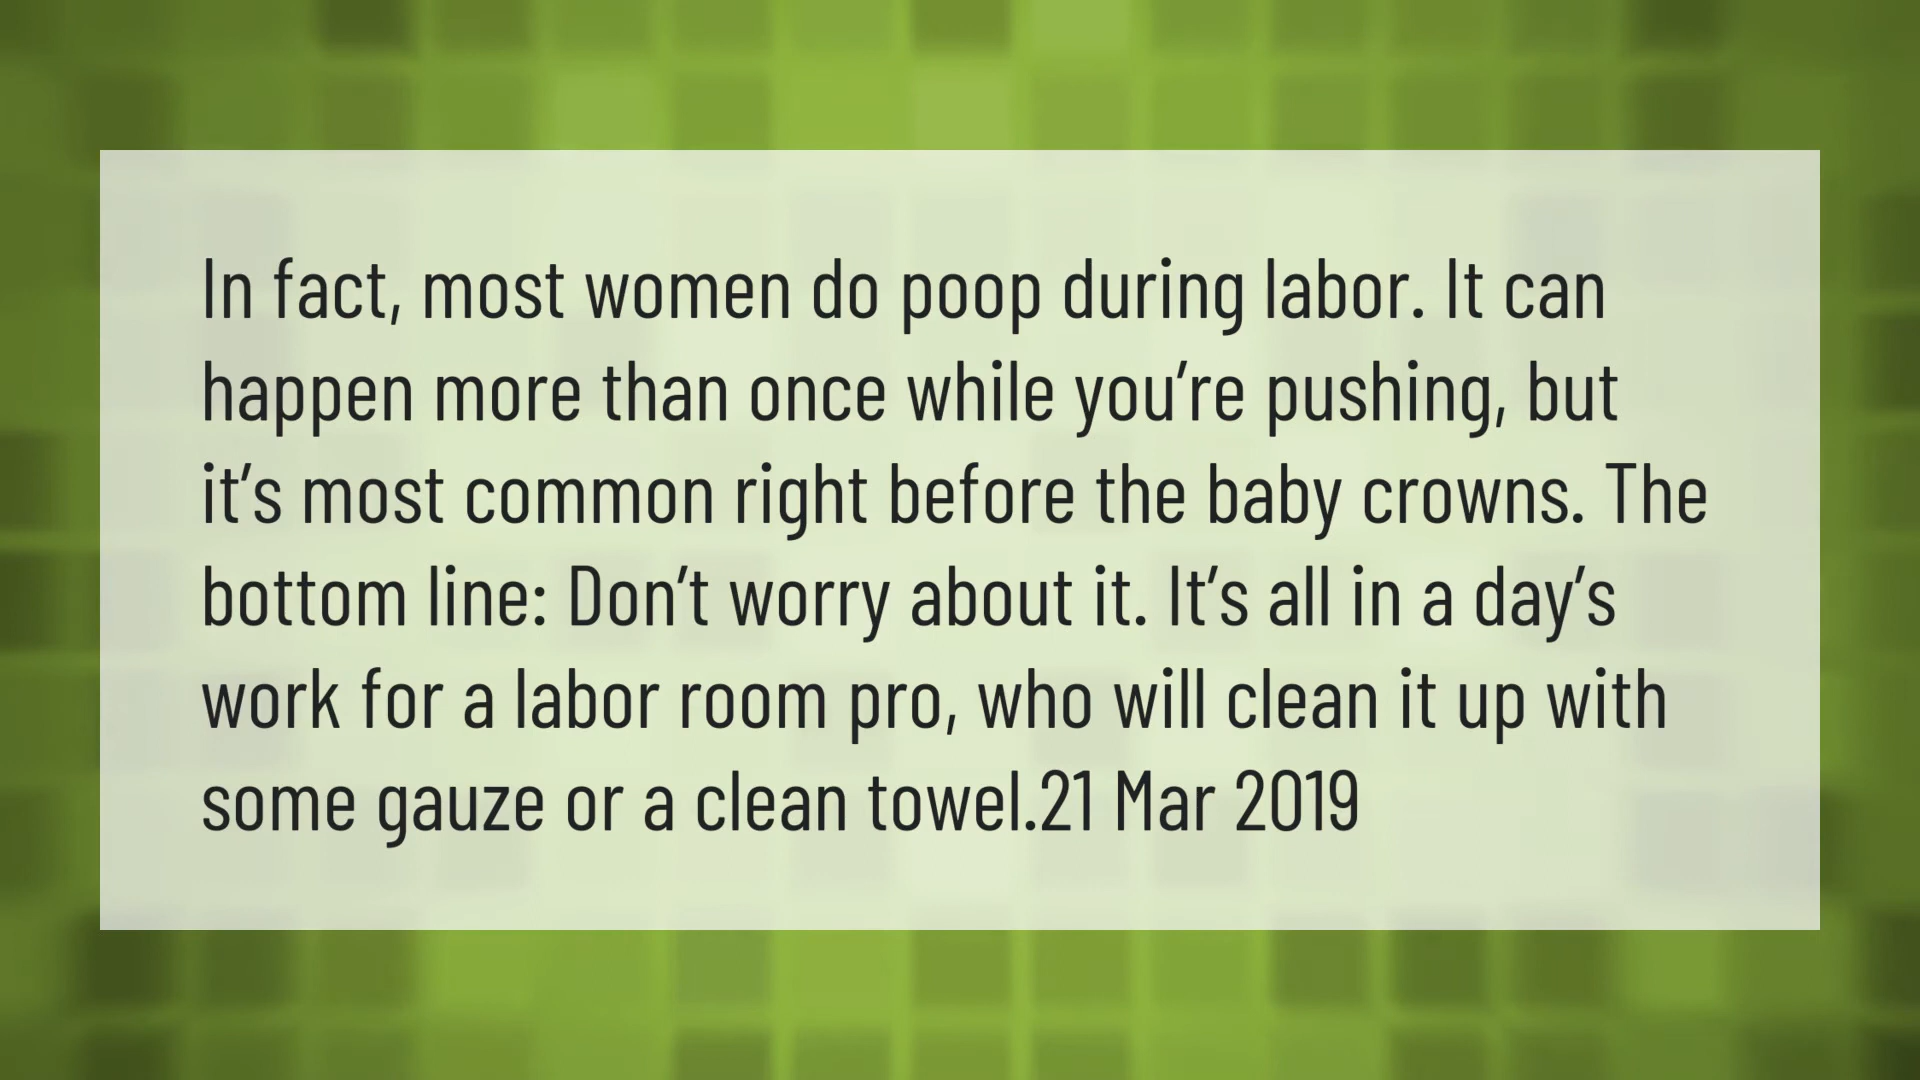 In fact, most women do poop during labor. It can
happen more than once while you’re pushing, but
it’s most common right before the baby crowns. The
bottom line: Don’t worry about it. It’s all in a day’s
work for a labor room pro, who will clean it up with
some gauze or a clean towel.21 Mar 2019